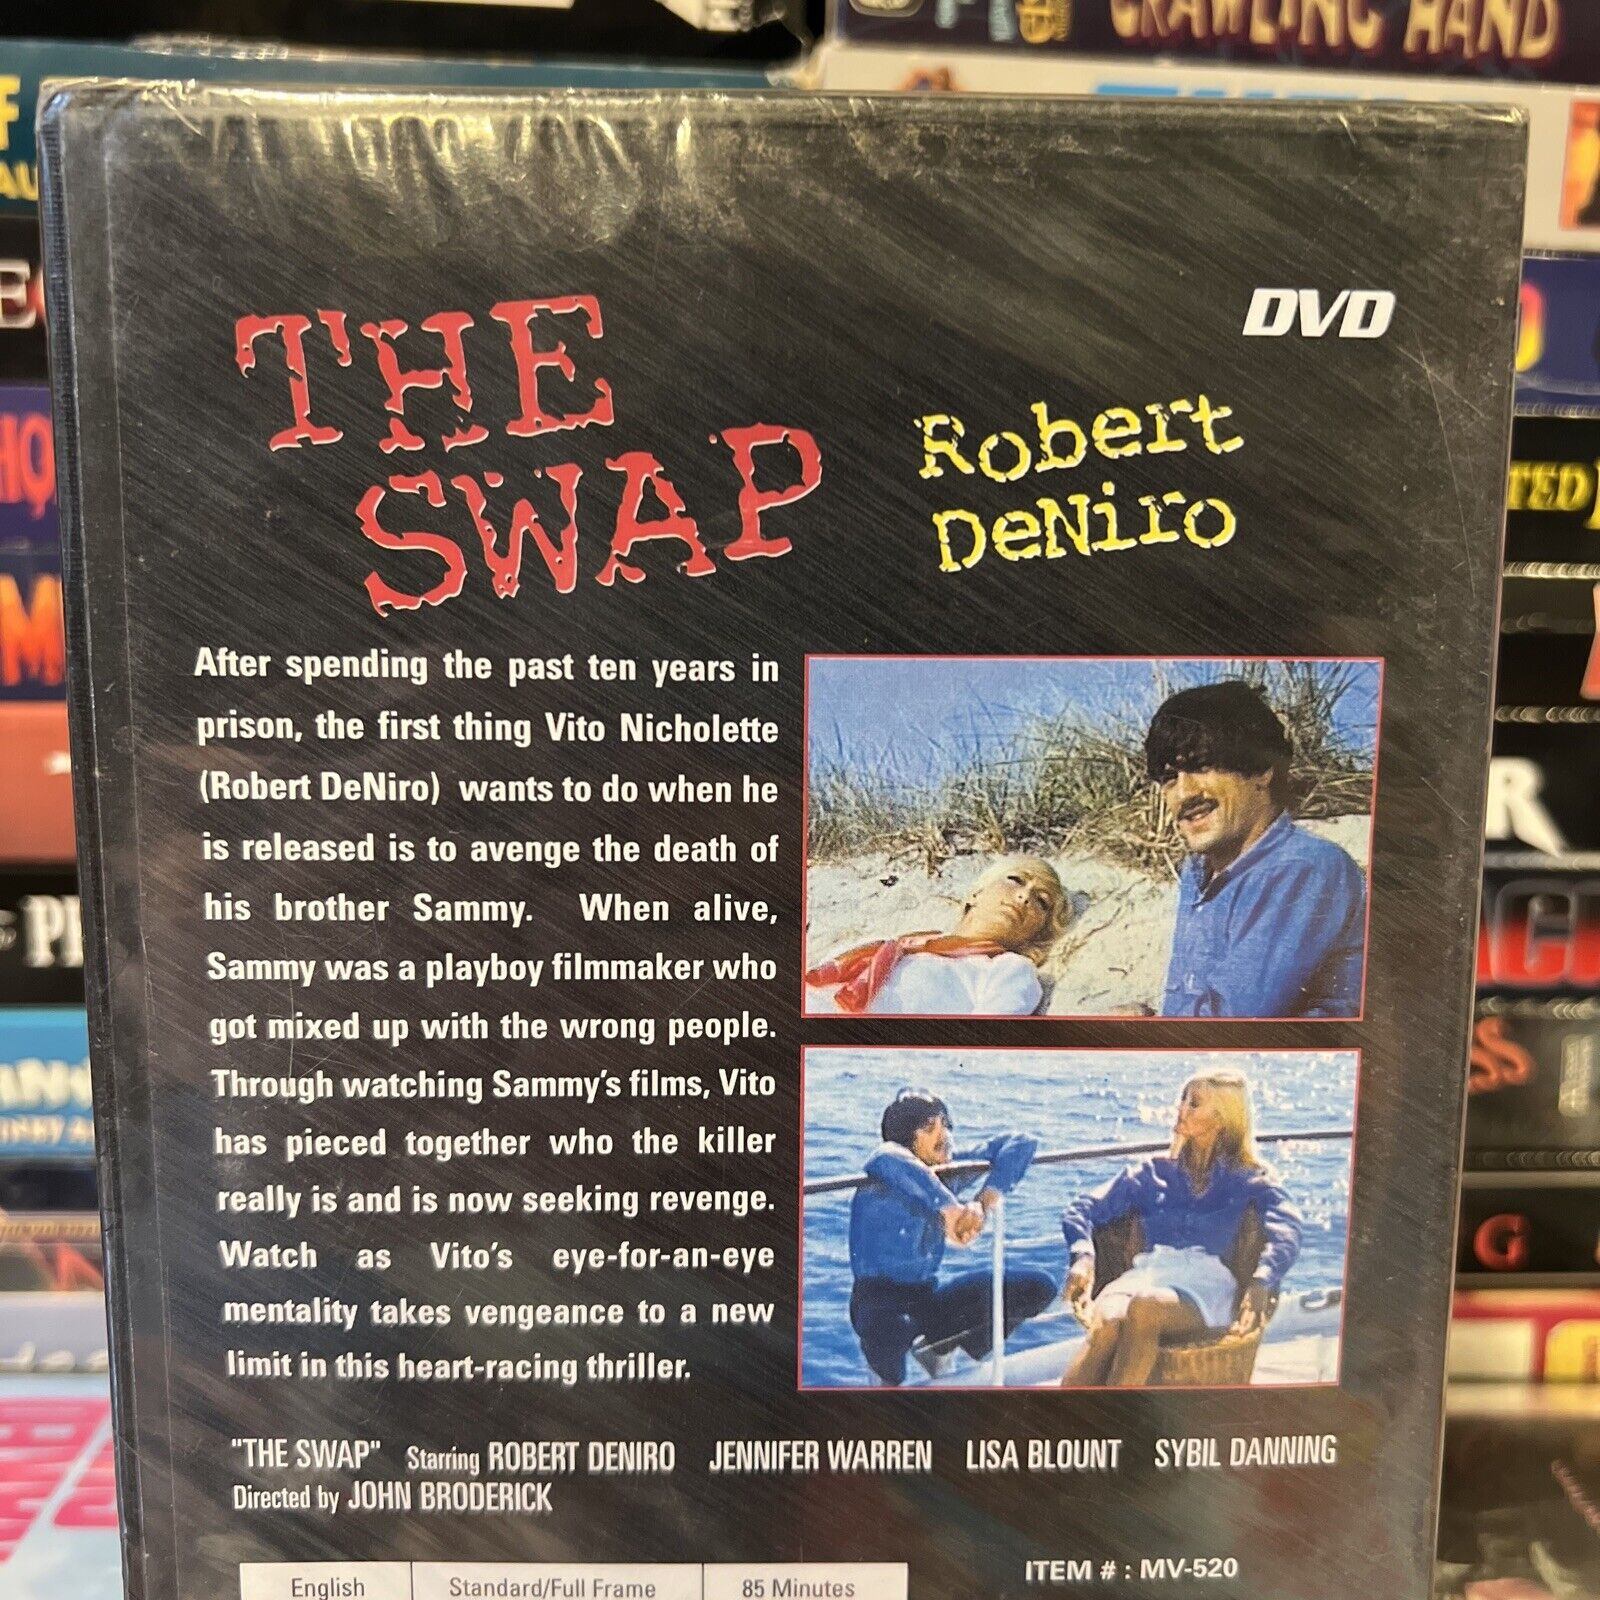 CRAWLING HAND
DVD
THE
SWAP
Robert
DeNiro
After spending the past ten years in
prison, the first thing Vito Nicholette
(Robert DeNiro) wants to do when he
is released is to avenge the death of
his brother Sammy. When alive,
Sammy was a playboy filmmaker who
got mixed up with the wrong people.
Through watching Sammy's films, Vito
has pieced together who the killer
really is and is now seeking revenge.
Watch as Vito's eye-for-an-eye
mentality takes vengeance to a new
limit in this heart-racing thriller.
"THE SWAP" Starring ROBERT DENIRO JENNIFER WARREN LISA BLOUNT SYBIL DANNING
Directed by JOHN BRODERICK
English Standard/Full Frame 85 Minutes
ITEM # : MV-520